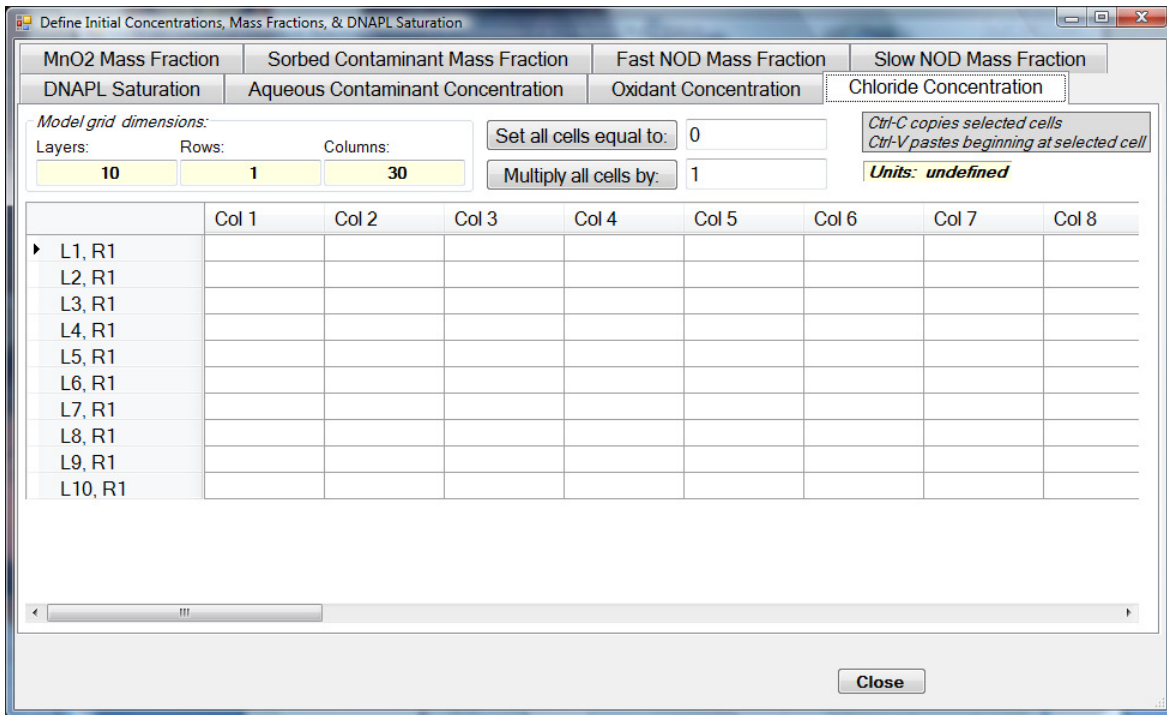 Define Initial Concentrations, Mass Fractions, & DNAPL Saturation
MnO2 Mass Fraction Sorbed Contaminant Mass Fraction Fast NOD Mass Fraction Slow NOD Mass Fraction
DNAPL Saturation Aqueous Contaminant Concentration Oxidant Concentration Chloride Concentration
Model grid dimensions:
Layers: Rows: Columns:
10 1 30
Set all cells equal to: 0
Multiply all cells by: 1
Ctrl-C copies selected cells
Ctrl-V pastes beginning at selected cell
Units: undefined
Col 1 Col 2 Col 3 Col 4 Col 5 Col 6 Col 7 Col 8
L1, R1
L2, R1
L3, R1
L4, R1
L5, R1
L6, R1
L7, R1
L8, R1
L9, R1
L10, R1
Close